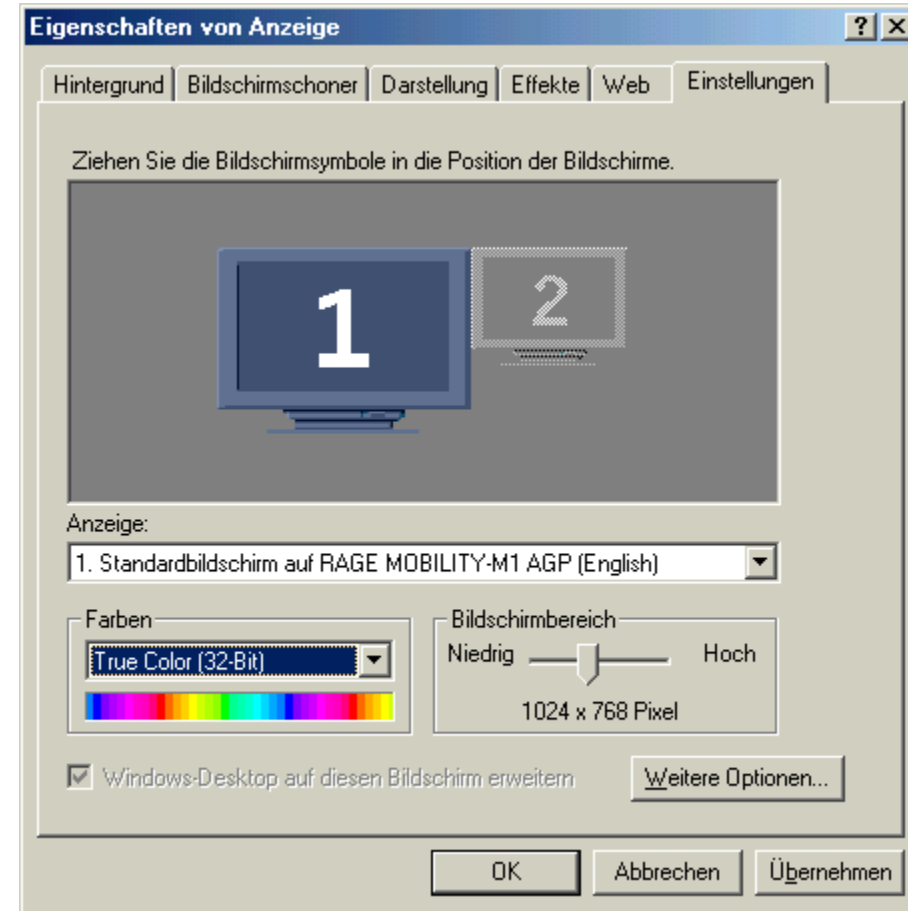 Eigenschaften von Anzeige
Hintergrund Bildschirmschoner Darstellung Effekte Web Einstellungen
Ziehen Sie die Bildschirmsymbole in die Position der Bildschirme.
1 2
Anzeige:
1. Standardbildschirm auf RAGE MOBILITY-M1 AGP (English)
Farben
True Color (32-Bit)
Bildschirmbereich
Niedrig Hoch
1024 x 768 Pixel
Windows-Desktop auf diesen Bildschirm erweitern
Weitere Optionen...
OK Abbrechen Übernehmen